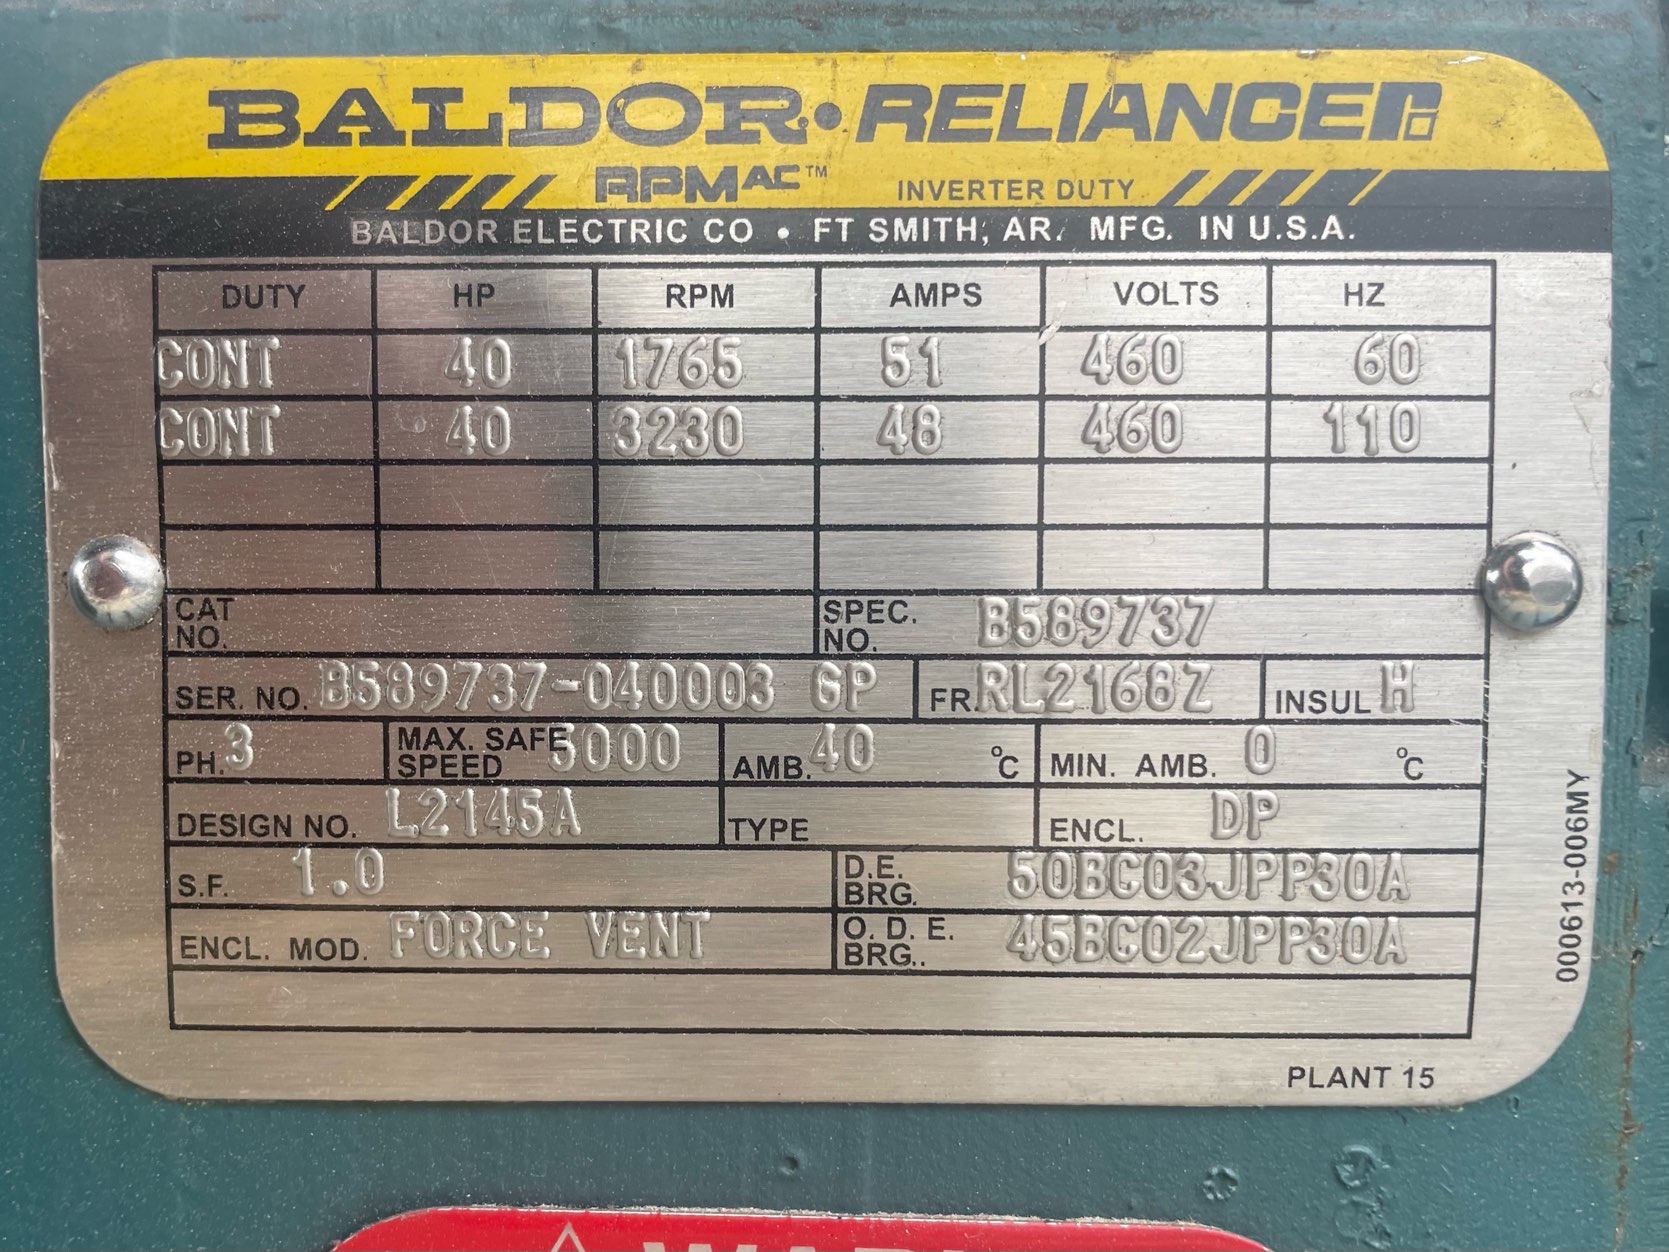 BALDOR • RELIANCE
RPM AC™ INVERTER DUTY
BALDOR ELECTRIC CO • FT SMITH, AR. MFG. IN U.S.A.
DUTY HP RPM AMPS VOLTS HZ
CONT 40 1765 51 460 60
CONT 40 3230 48 460 110
CAT NO. SPEC. NO. B589737
SER. NO. B589737-040003 GP FR. RL2168Z INSUL H
PH. 3 MAX. SAFE SPEED 5000 AMB. 40 °C MIN. AMB. 0 °C
DESIGN NO. L2145A TYPE ENCL. DP
S.F. 1.0 D.E. BRG. 50BC03JPP30A
ENCL. MOD. FORCE VENT O.D.E. BRG.. 45BC02JPP30A
000613-006MY
PLANT 15